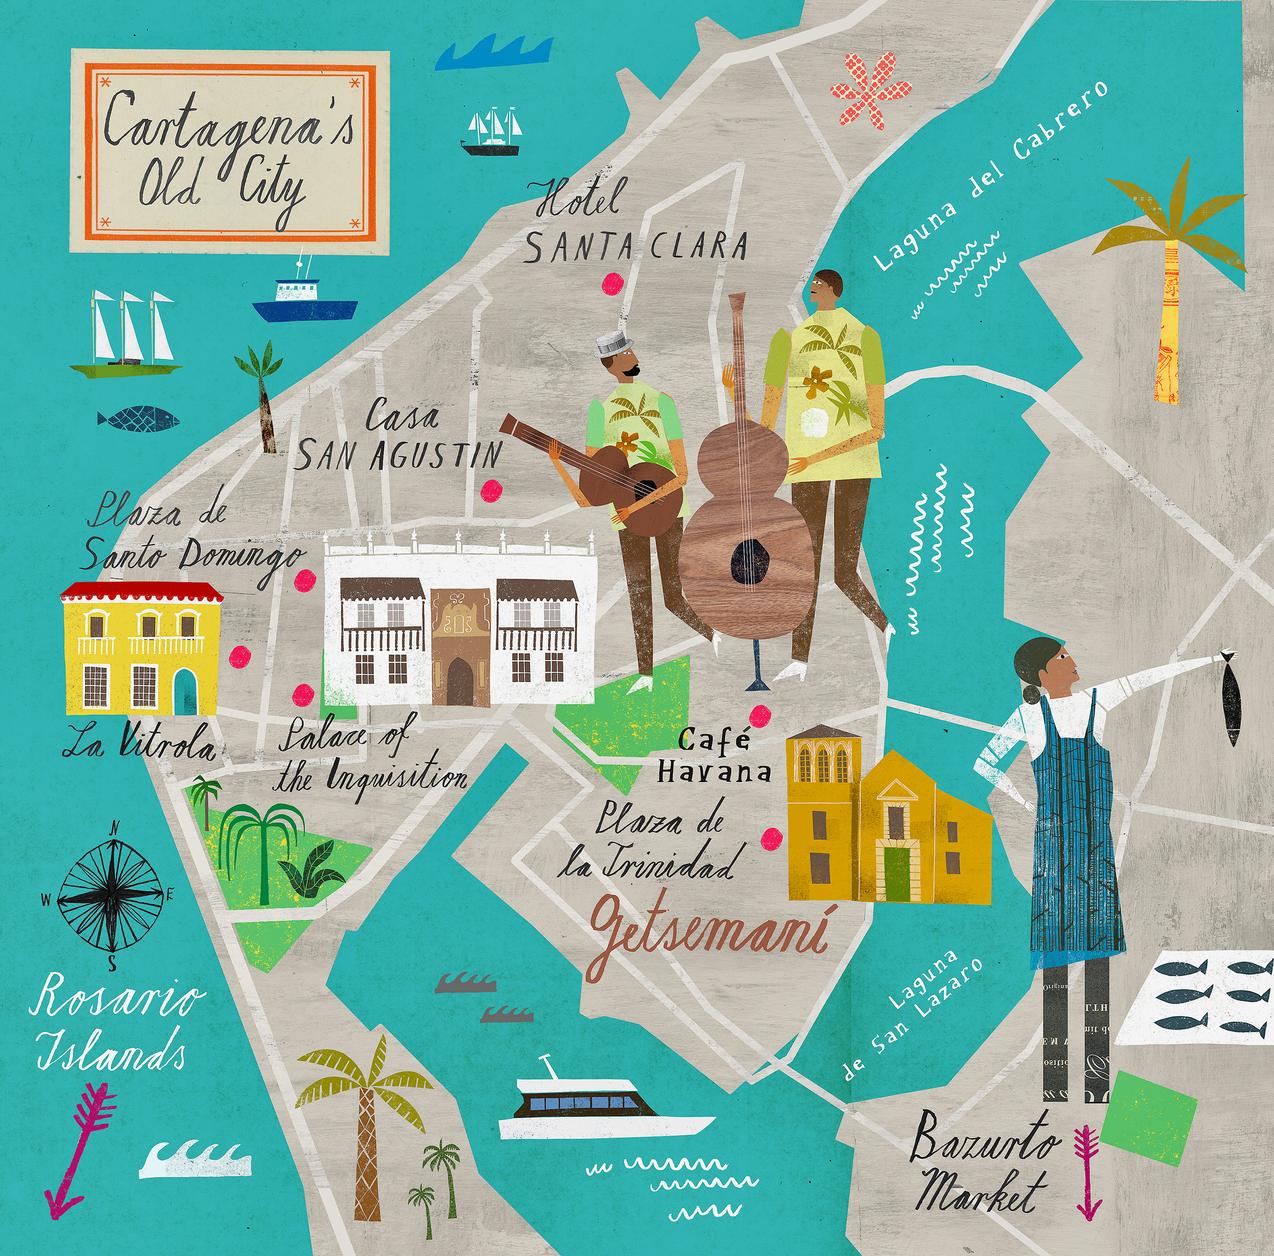 Cartagena's
Old City
Hotel
SANTA CLARA
Laguna del Cabrero
Casa
SAN AGUSTIN
Plaza de
Santo Domingo
La Vitrola
Palace of
the Inquisition
Café
Havana
Plaza de
la Trinidad
Getsemaní
N
W
E
S
Rosario
Islands
Laguna
de San Lazaro
Bazurto
Market